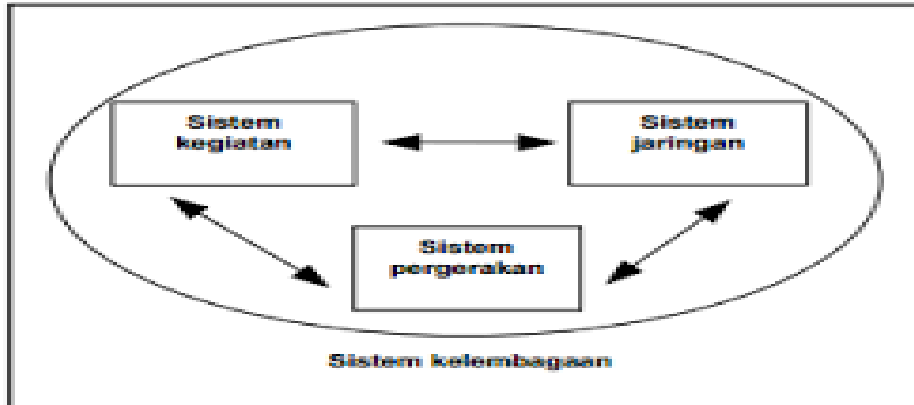 Sistem
kegiatan
Sistem
jaringan
Sistem
pergerakan
Sistem kelembagaan